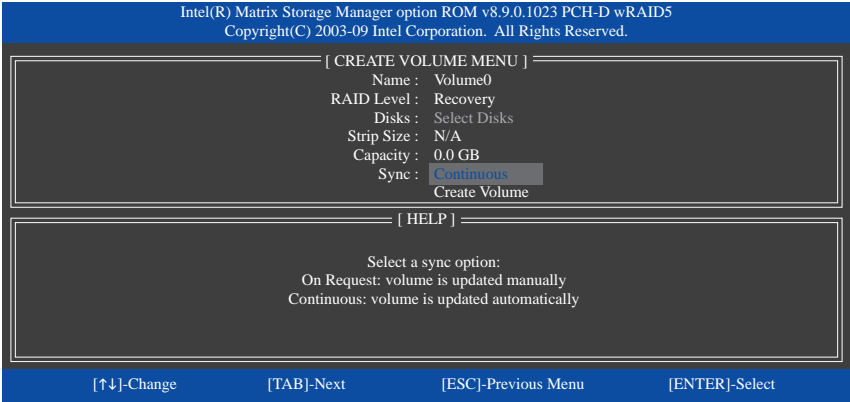 Intel(R) Matrix Storage Manager option ROM v8.9.0.1023 PCH-D wRAID5
Copyright(C) 2003-09 Intel Corporation.  All Rights Reserved.
[ CREATE VOLUME MENU ]
Name : Volume0
RAID Level : Recovery
Disks : Select Disks
Strip Size : N/A
Capacity : 0.0 GB
Sync : Continuous
Create Volume
[ HELP ]
Select a sync option:
On Request: volume is updated manually
Continuous: volume is updated automatically
[↑↓]-Change [TAB]-Next [ESC]-Previous Menu [ENTER]-Select